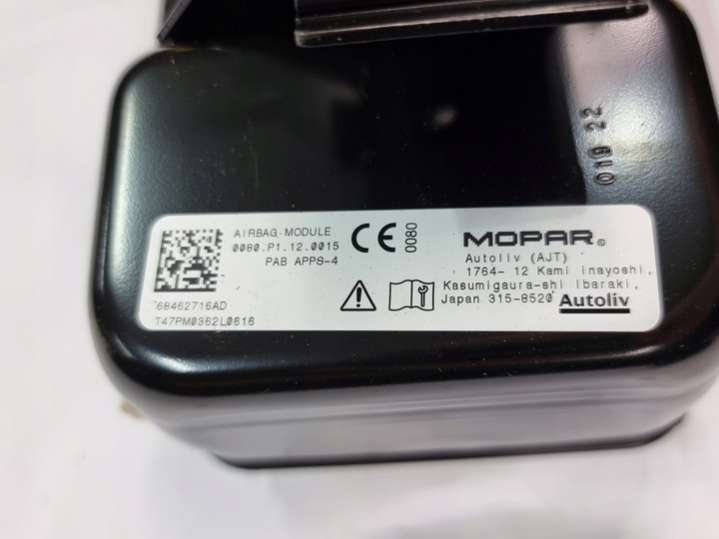 019 22
AIRBAG-MODULE
0080.P1.12.0015
PAB APPS-4
CE
0080
68462716AD
T47PM0362L0616
MOPAR®
Autoliv (AJT)
1764- 12 Kami Inayoshi,
Kasumigaura-shi Ibaraki,
Japan 315-8520
Autoliv